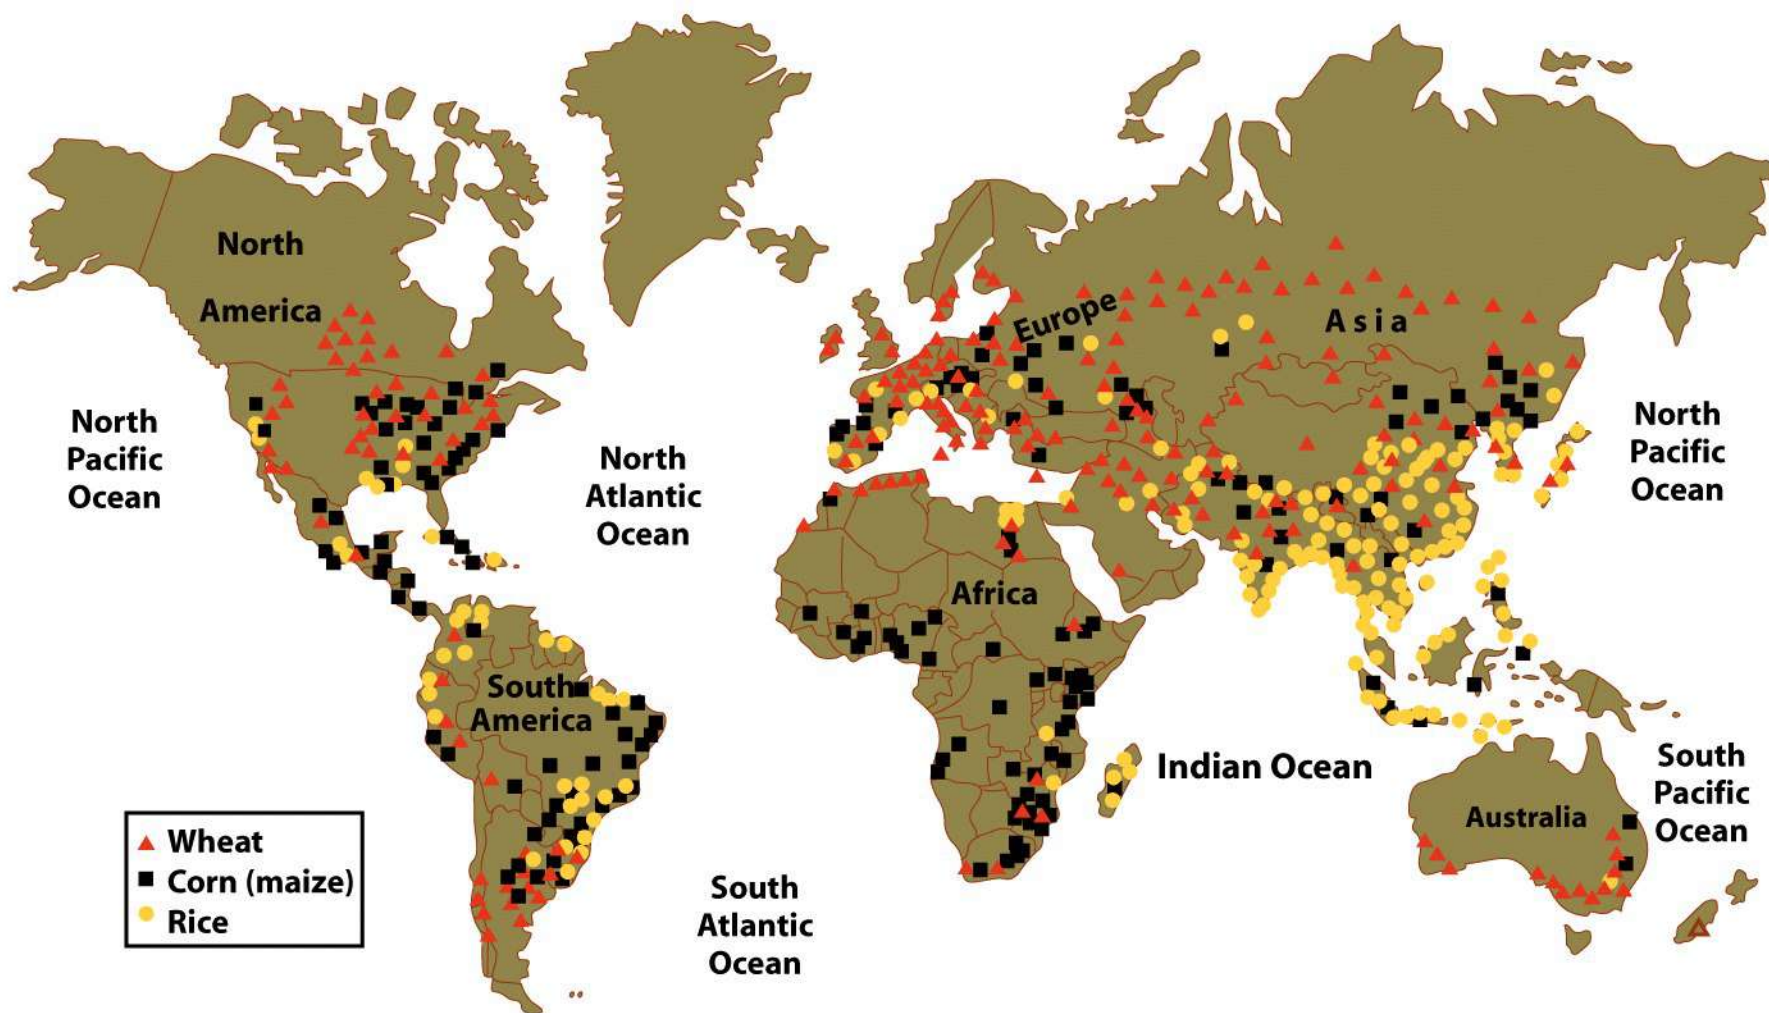 North
America
North
Pacific
Ocean
North
Atlantic
Ocean
Europe
Asia
North
Pacific
Ocean
Africa
South
America
Indian Ocean
South
Pacific
Ocean
Australia
South
Atlantic
Ocean
Wheat
Corn (maize)
Rice